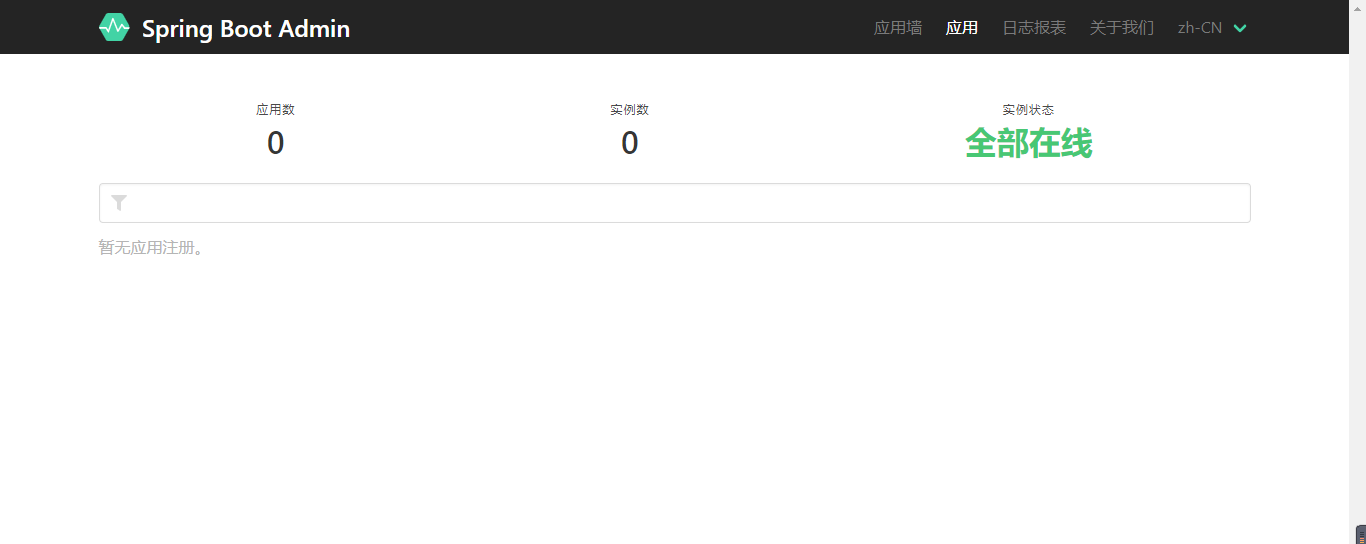 Spring Boot Admin 应用墙 应用 日志报表 关于我们 zh-CN
应用数 实例数 实例状态
0 0 全部在线
暂无应用注册。